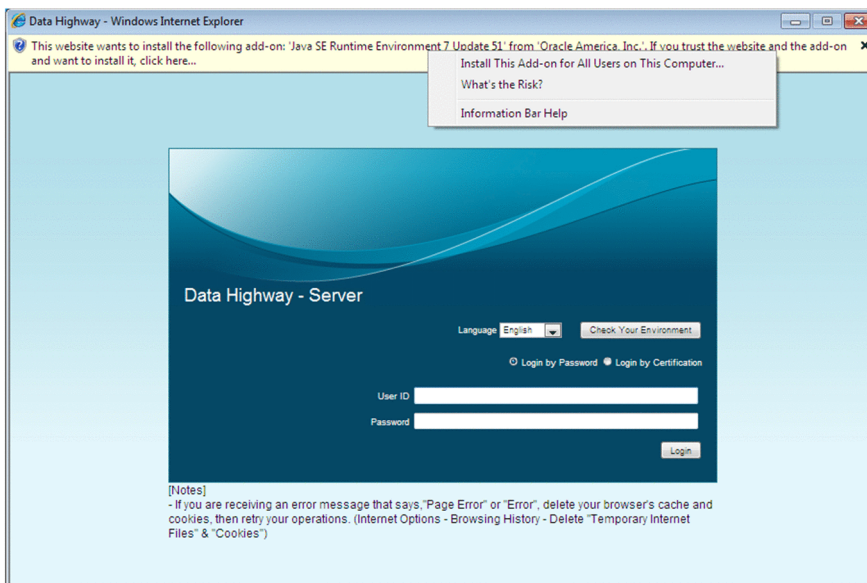 Data Highway - Windows Internet Explorer
This website wants to install the following add-on: 'Java SE Runtime Environment 7 Update 51' from 'Oracle America, Inc.'. If you trust the website and the add-on
and want to install it, click here...
Install This Add-on for All Users on This Computer...
What's the Risk?
Information Bar Help
Data Highway - Server
Language English Check Your Environment
Login by Password Login by Certification
User ID
Password
Login
[Notes]
- If you are receiving an error message that says,"Page Error" or "Error", delete your browser's cache and
cookies, then retry your operations. (Internet Options - Browsing History - Delete "Temporary Internet
Files" & "Cookies")